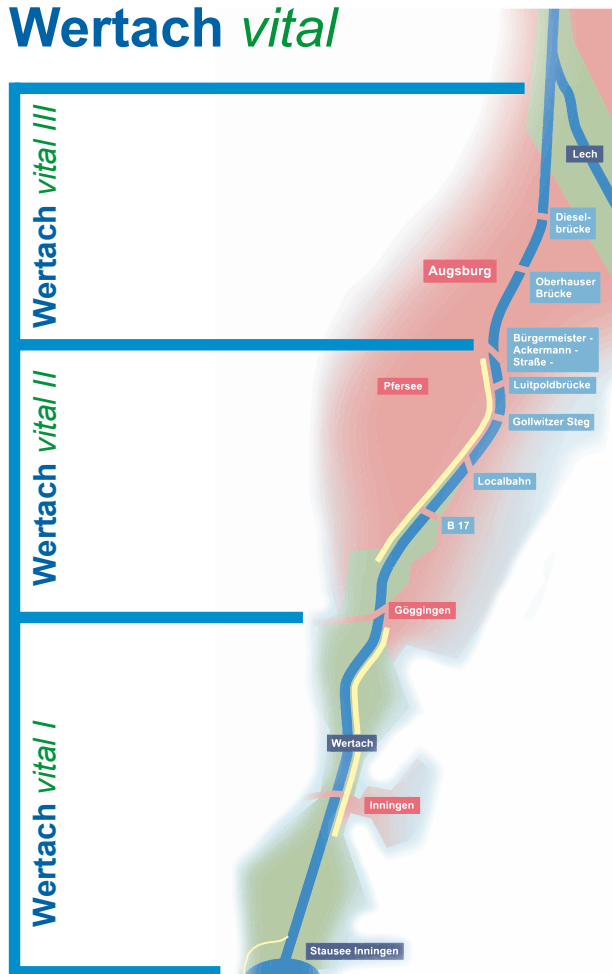 Wertach vital
Wertach vital III
Lech
Diesel-
brücke
Augsburg
Oberhauser
Brücke
Bürgermeister -
Ackermann -
Straße -
Wertach vital II
Pfersee
Luitpoldbrücke
Gollwitzer Steg
Localbahn
B 17
Göggingen
Wertach vital I
Wertach
Inningen
Stausee Inningen